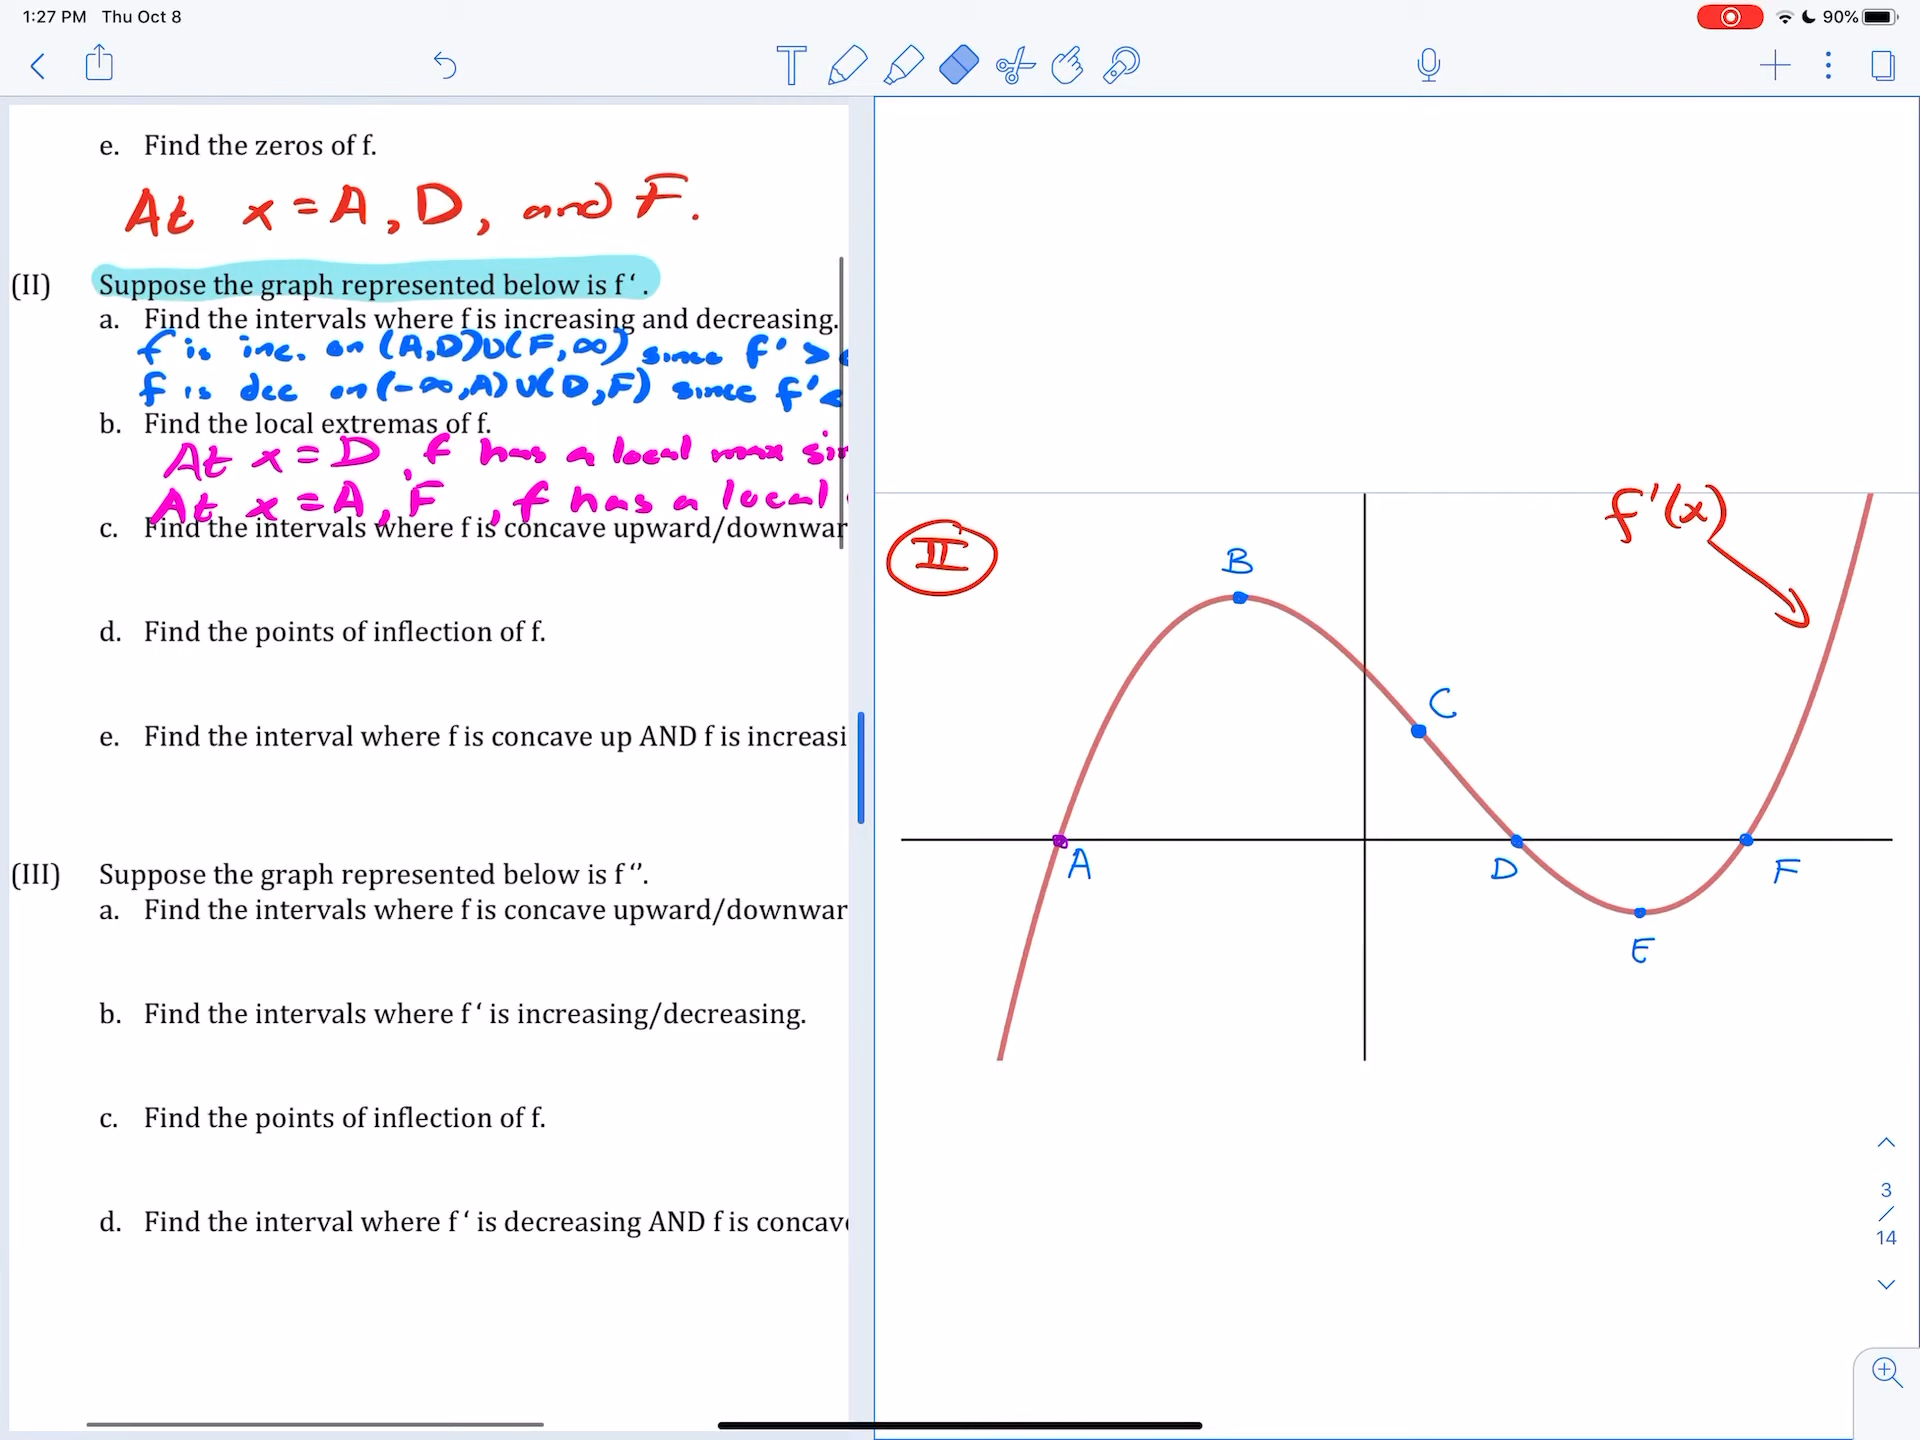 1:27 PM Thu Oct 8
90%
e. Find the zeros of f.
At x = A, D, and F.
(II) Suppose the graph represented below is f ‘ .
a. Find the intervals where f is increasing and decreasing.
f is inc. on (A,D)∪(F,∞) since f' >
f is dec on (-∞,A)∪(D,F) since f' <
b. Find the local extremas of f.
At x = D, f has a local max sin
At x = A, F, f has a local
c. Find the intervals where f is concave upward/downwar
d. Find the points of inflection of f.
e. Find the interval where f is concave up AND f is increasi
(III) Suppose the graph represented below is f ‘’.
a. Find the intervals where f is concave upward/downwar
b. Find the intervals where f ‘ is increasing/decreasing.
c. Find the points of inflection of f.
d. Find the interval where f ‘ is decreasing AND f is concav
T
II
f'(x)
B
C
A
D
F
E
3
/
14